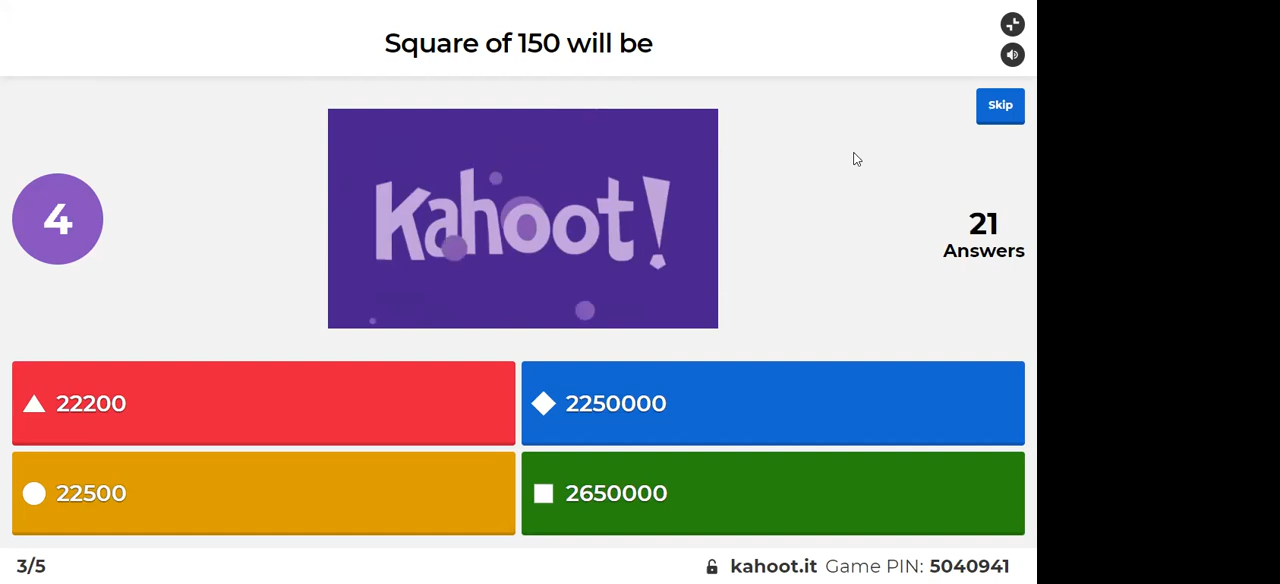 Square of 150 will be
Skip
Kahoot!
4
21
Answers
22200
2250000
22500
2650000
3/5
kahoot.it Game PIN: 5040941